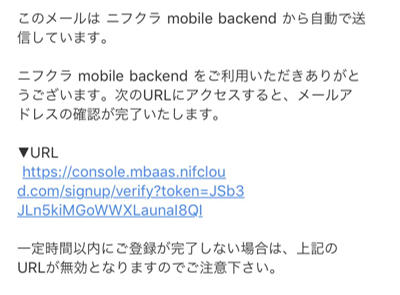 このメールは ニフクラ mobile backend から自動で送
信しています。
ニフクラ mobile backend をご利用いただきありがと
うございます。次のURLにアクセスすると、メールア
ドレスの確認が完了いたします。
▼URL
https://console.mbaas.nifclou
d.com/signup/verify?token=JSb3
JLn5kiMGoWWXLaunaI8QI
一定時間以内にご登録が完了しない場合は、上記の
URLが無効となりますのでご注意下さい。